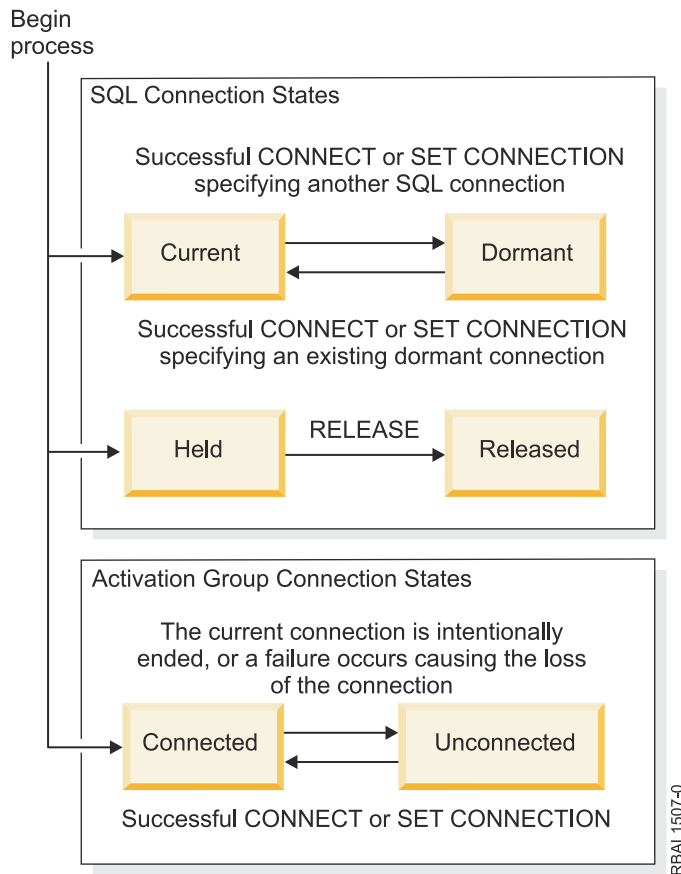 Begin
process
SQL Connection States
Successful CONNECT or SET CONNECTION
specifying another SQL connection
Current
Dormant
Successful CONNECT or SET CONNECTION
specifying an existing dormant connection
Held
RELEASE
Released
Activation Group Connection States
The current connection is intentionally
ended, or a failure occurs causing the loss
of the connection
Connected
Unconnected
Successful CONNECT or SET CONNECTION
RBAL1507-0